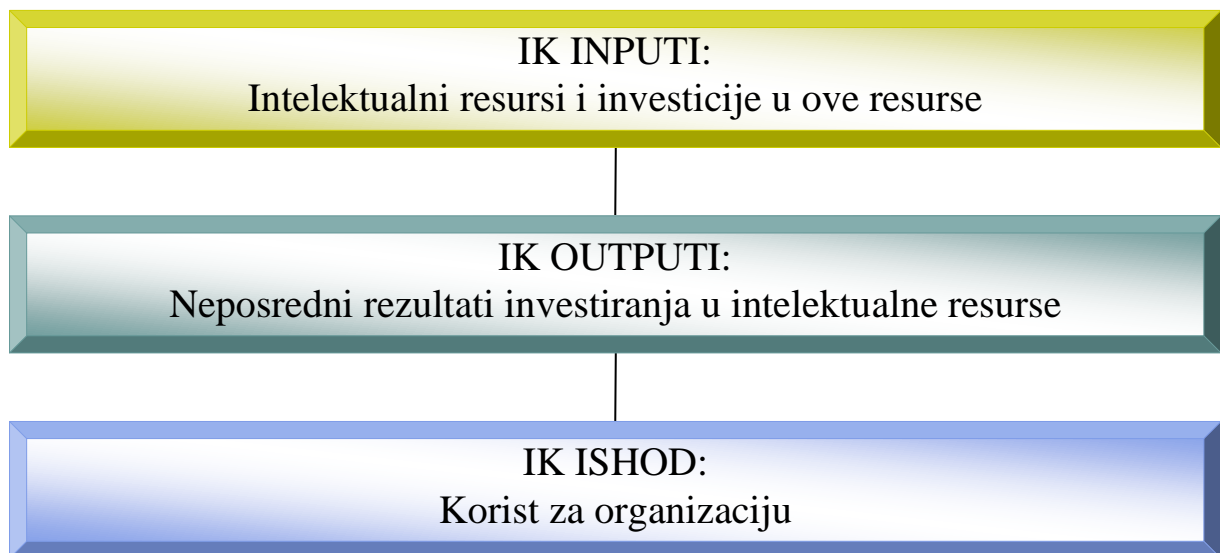 IK INPUTI:
Intelektualni resursi i investicije u ove resurse
IK OUTPUTI:
Neposredni rezultati investiranja u intelektualne resurse
IK ISHOD:
Korist za organizaciju